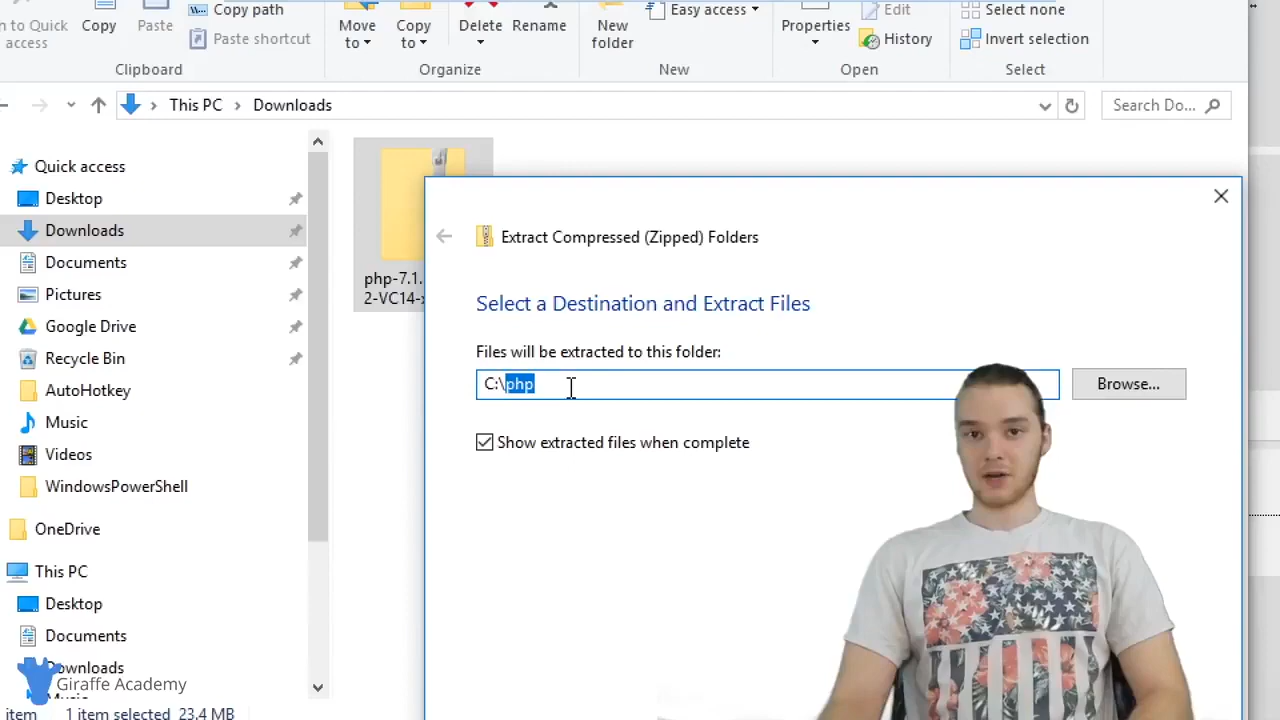 n to Quick
access
Copy
Paste
Copy path
Paste shortcut
Clipboard
Move
to
Copy
to
Delete
Rename
Organize
New
folder
Easy access
New
Properties
Edit
History
Open
Select none
Invert selection
Select
This PC
Downloads
Search Do...
Quick access
Desktop
Downloads
Documents
Pictures
Google Drive
Recycle Bin
AutoHotkey
Music
Videos
WindowsPowerShell
OneDrive
This PC
Desktop
Documents
Downloads
Giraffe Academy
item
1 item selected 23.4 MB
php-7.1.
2-VC14-
Extract Compressed (Zipped) Folders
Select a Destination and Extract Files
Files will be extracted to this folder:
C:\php
Browse...
Show extracted files when complete